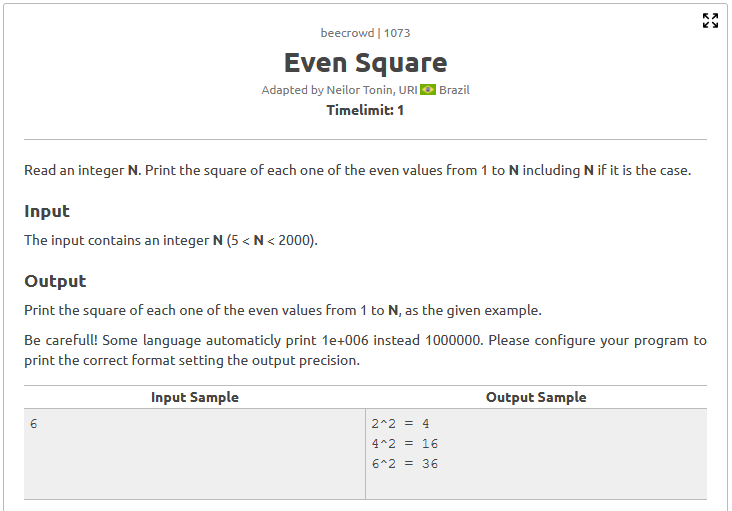 beecrowd | 1073
Even Square
Adapted by Neilor Tonin, URI Brazil
Timelimit: 1
Read an integer N. Print the square of each one of the even values from 1 to N including N if it is the case.
Input
The input contains an integer N (5 < N < 2000).
Output
Print the square of each one of the even values from 1 to N, as the given example.
Be carefull! Some language automaticly print 1e+006 instead 1000000. Please configure your program to
print the correct format setting the output precision.
Input Sample Output Sample
6 2^2 = 4
4^2 = 16
6^2 = 36